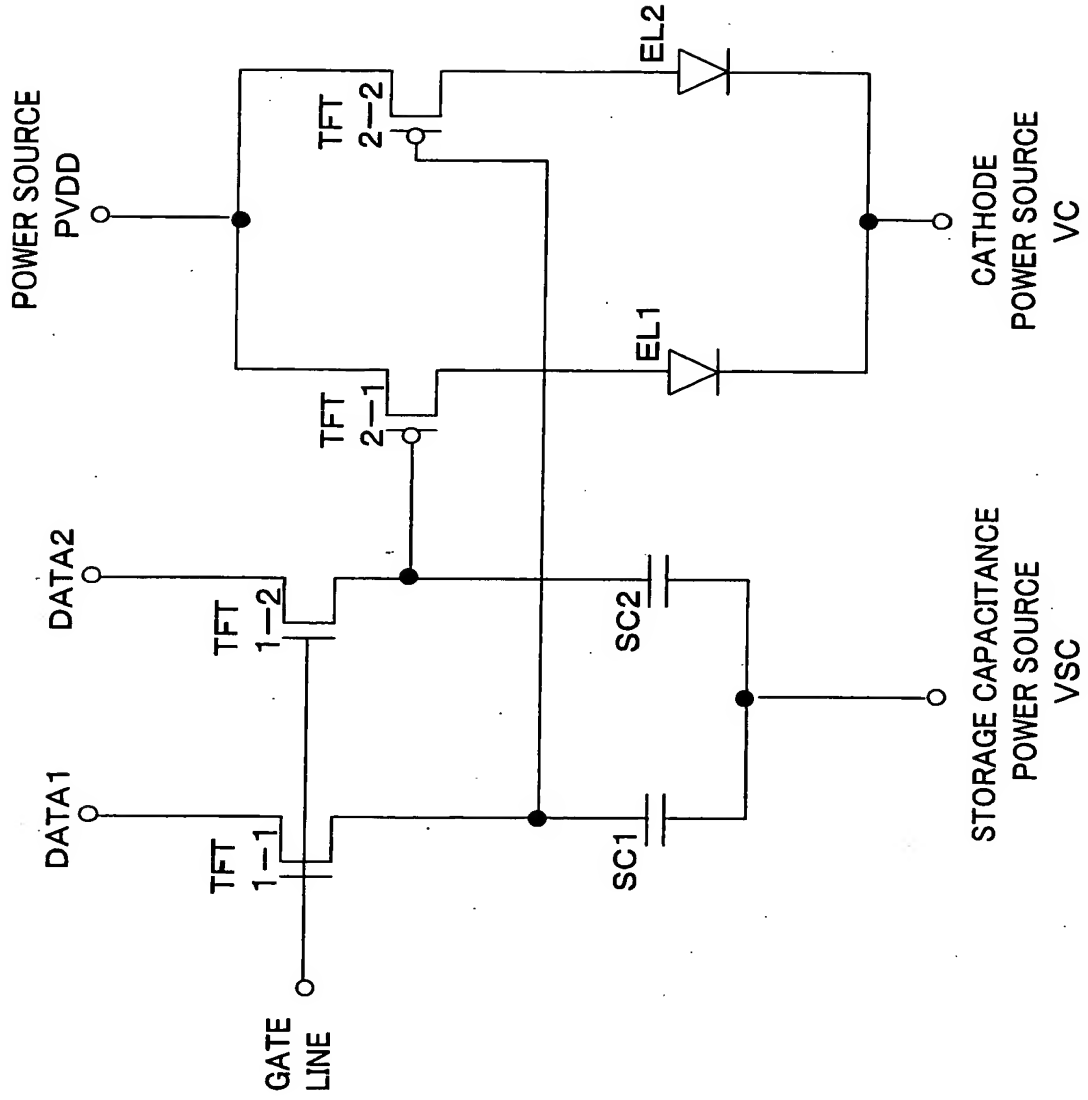 POWER SOURCE
PVDD
DATA1
DATA2
TFT
1-1
TFT
1-2
TFT
2-1
TFT
2-2
GATE
LINE
SC1
SC2
EL1
EL2
STORAGE CAPACITANCE
POWER SOURCE
VSC
CATHODE
POWER SOURCE
VC